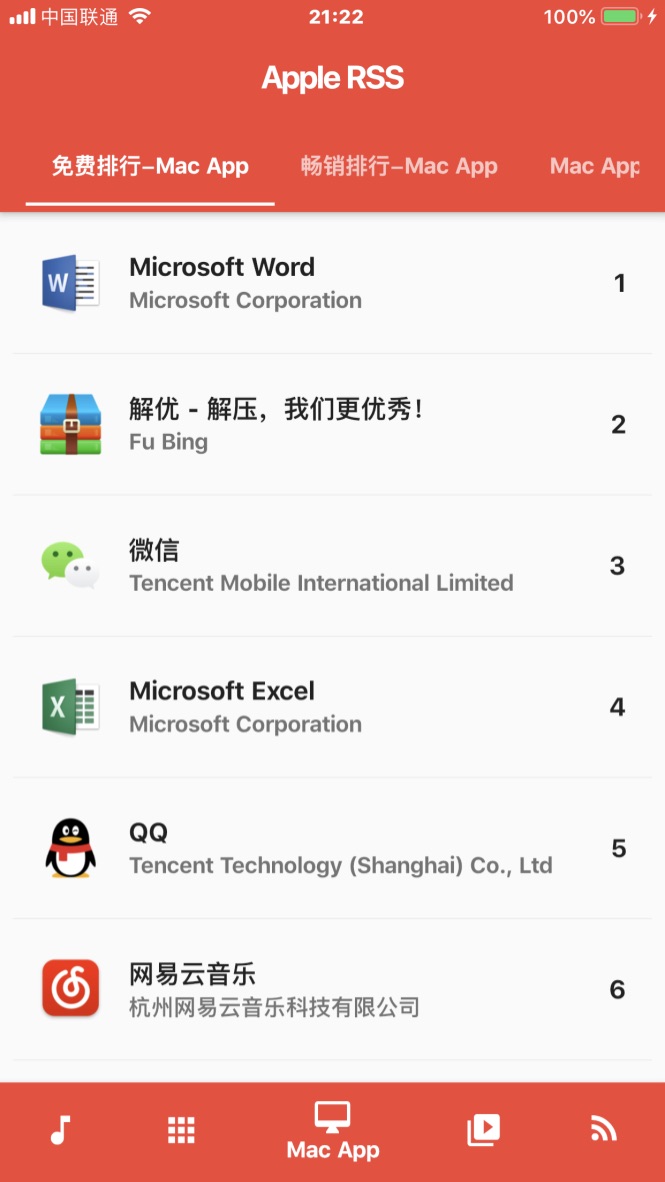 中国联通 21:22 100%
Apple RSS
免费排行-Mac App 畅销排行-Mac App Mac App
Microsoft Word
Microsoft Corporation
1
解优 - 解压，我们更优秀！
Fu Bing
2
微信
Tencent Mobile International Limited
3
Microsoft Excel
Microsoft Corporation
4
QQ
Tencent Technology (Shanghai) Co., Ltd
5
网易云音乐
杭州网易云音乐科技有限公司
6
Mac App